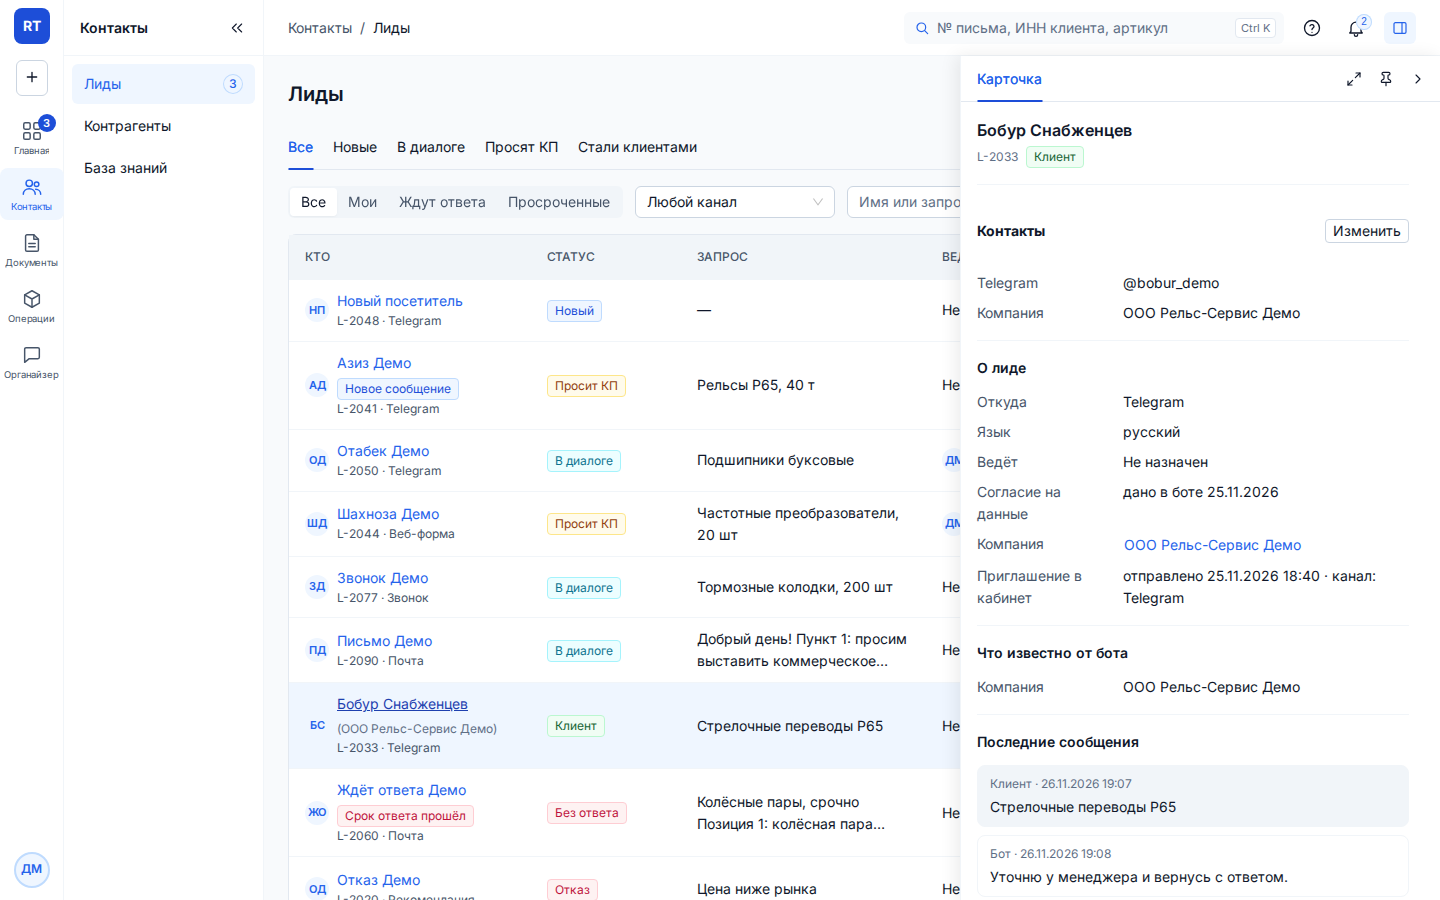 RT
+
3
Главная
Контакты
Документы
Операции
Органайзер
ДМ
Контакты
Лиды 3
Контрагенты
База знаний
Контакты / Лиды
№ письма, ИНН клиента, артикул Ctrl K
2
Лиды
Все Новые В диалоге Просят КП Стали клиентами
Все Мои Ждут ответа Просроченные Любой канал Имя или запро
КТО СТАТУС ЗАПРОС ВЕД
НП Новый посетитель
L-2048 · Telegram
Новый — Не
АД Азиз Демо
Новое сообщение
L-2041 · Telegram
Просит КП Рельсы Р65, 40 т Не
ОД Отабек Демо
L-2050 · Telegram
В диалоге Подшипники буксовые ДМ
ШД Шахноза Демо
L-2044 · Веб-форма
Просит КП Частотные преобразователи,
20 шт ДМ
ЗД Звонок Демо
L-2077 · Звонок
В диалоге Тормозные колодки, 200 шт Не
ПД Письмо Демо
L-2090 · Почта
В диалоге Добрый день! Пункт 1: просим
выставить коммерческое... Не
БС Бобур Снабженцев
(ООО Рельс-Сервис Демо)
L-2033 · Telegram
Клиент Стрелочные переводы Р65 Не
ЖО Ждёт ответа Демо
Срок ответа прошёл
L-2060 · Почта
Без ответа Колёсные пары, срочно
Позиция 1: колёсная пара... Не
ОД Отказ Демо
L-2020 · Рекомендация
Отказ Цена ниже рынка Не
Карточка
Бобур Снабженцев
L-2033 Клиент
Контакты Изменить
Telegram @bobur_demo
Компания ООО Рельс-Сервис Демо
О лиде
Откуда Telegram
Язык русский
Ведёт Не назначен
Согласие на
данные дано в боте 25.11.2026
Компания ООО Рельс-Сервис Демо
Приглашение в
кабинет отправлено 25.11.2026 18:40 · канал:
Telegram
Что известно от бота
Компания ООО Рельс-Сервис Демо
Последние сообщения
Клиент · 26.11.2026 19:07
Стрелочные переводы Р65
Бот · 26.11.2026 19:08
Уточню у менеджера и вернусь с ответом.